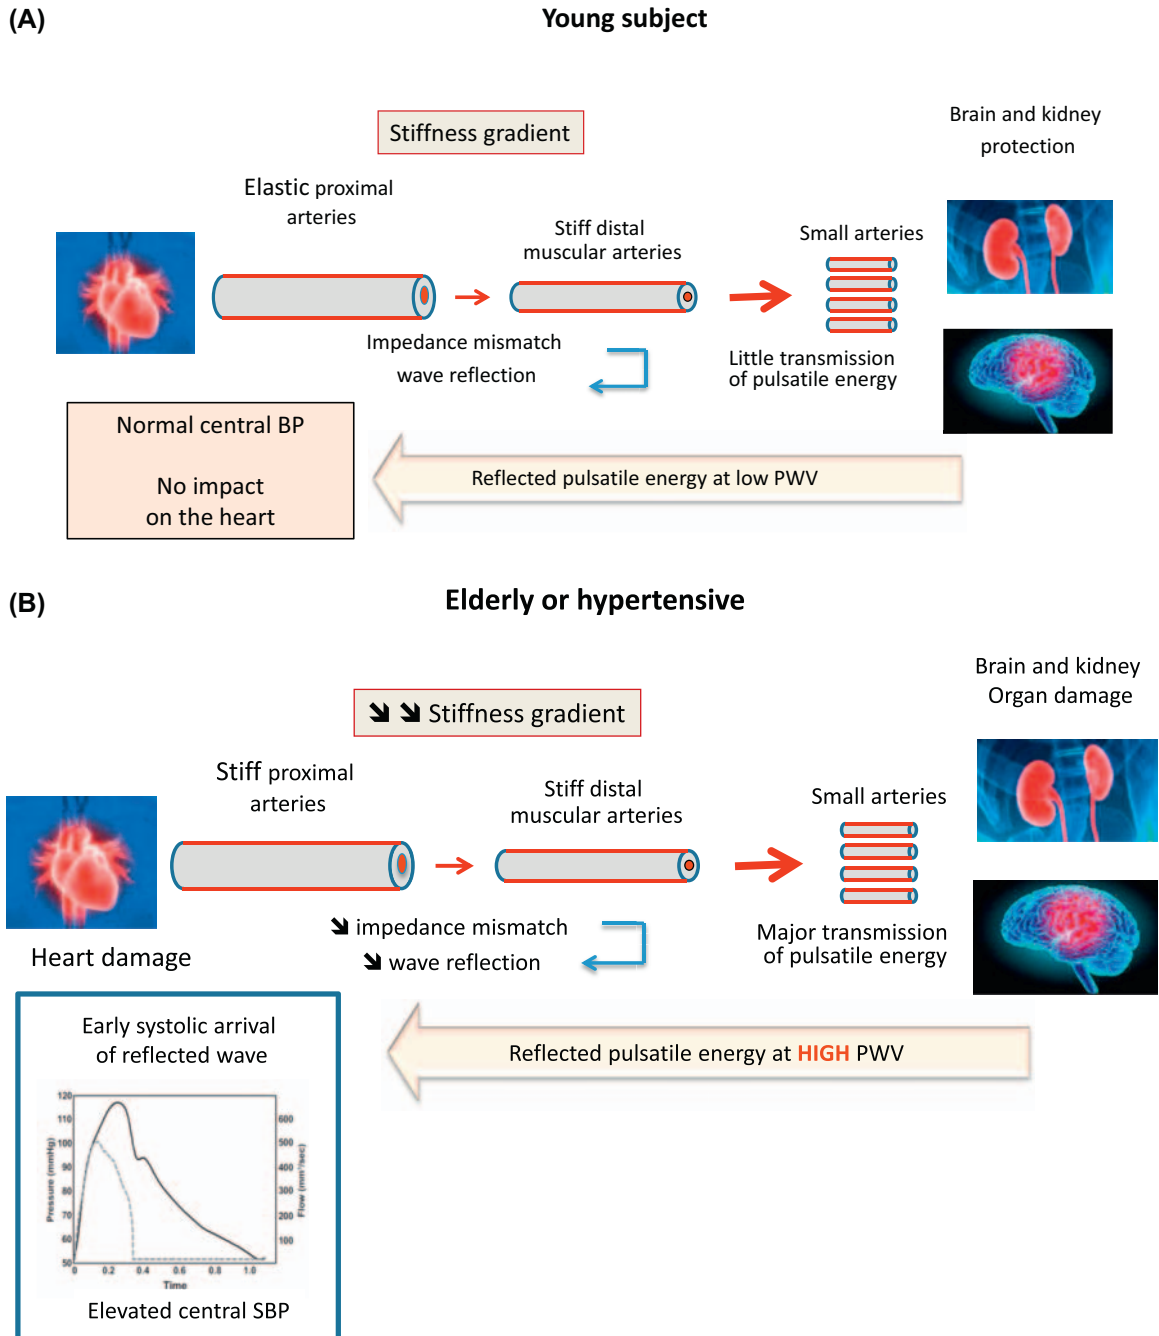 (A)
Young subject
Stiffness gradient
Brain and kidney
protection
Elastic proximal
arteries
Stiff distal
muscular arteries
Small arteries
Impedance mismatch
wave reflection
Little transmission
of pulsatile energy
Normal central BP
No impact
on the heart
Reflected pulsatile energy at low PWV
(B)
Elderly or hypertensive
Brain and kidney
Organ damage
↘ ↘ Stiffness gradient
Stiff proximal
arteries
Stiff distal
muscular arteries
Small arteries
↘ impedance mismatch
↘ wave reflection
Major transmission
of pulsatile energy
Heart damage
Reflected pulsatile energy at HIGH PWV
Early systolic arrival
of reflected wave
Pressure (mmHg)
120
110
100
90
80
70
60
50
600
500
400
300
200
100
Flow (mm³/sec)
0 0.2 0.4 0.6 0.8 1.0
Time
Elevated central SBP